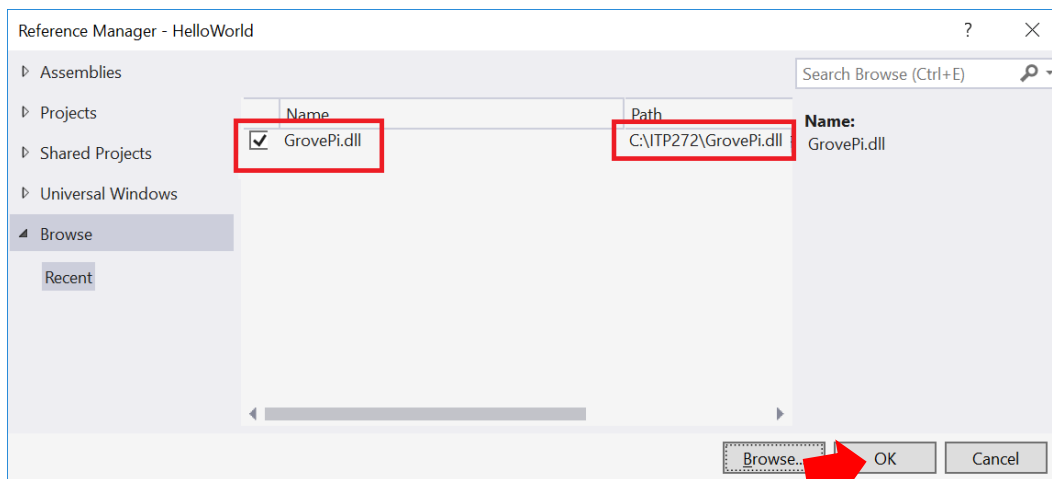 Reference Manager - HelloWorld
?
Assemblies
Search Browse (Ctrl+E)
Projects
Name
Path
Name:
GrovePi.dll
C:\ITP272\GrovePi.dll
GrovePi.dll
Shared Projects
Universal Windows
Browse
Recent
Browse...
OK
Cancel